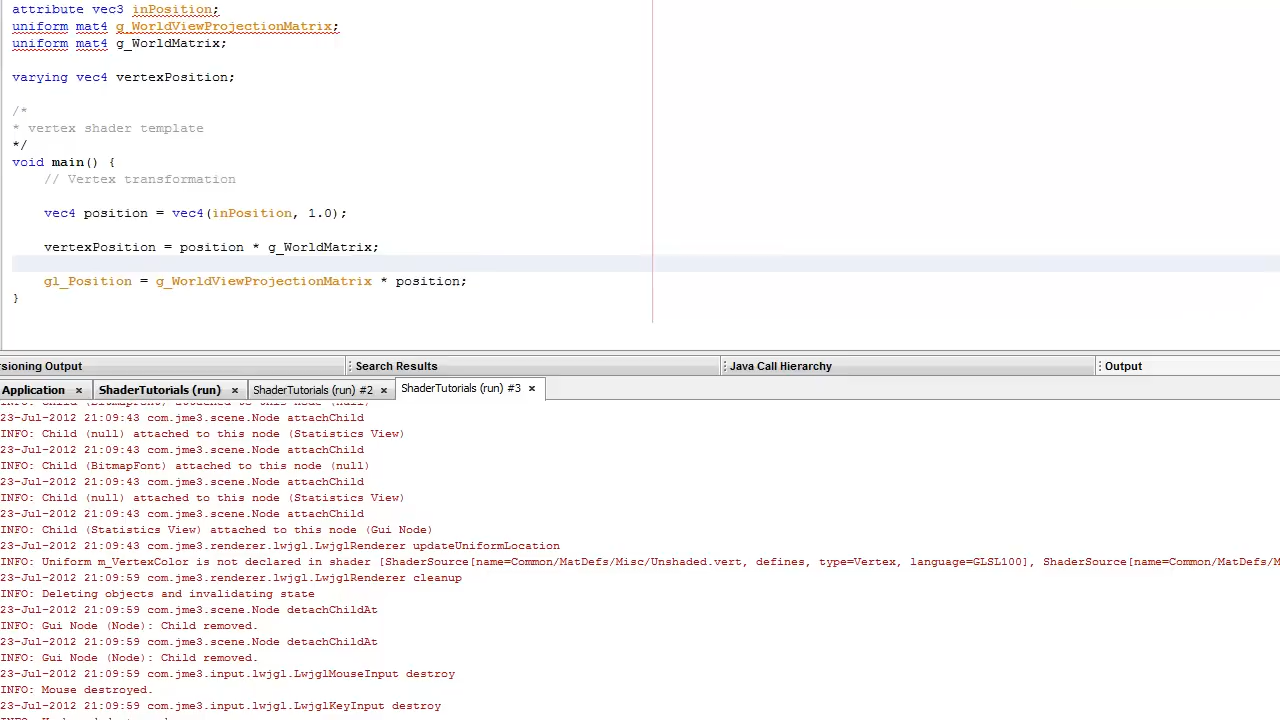 attribute vec3 inPosition;
uniform mat4 g_WorldViewProjectionMatrix;
uniform mat4 g_WorldMatrix;
varying vec4 vertexPosition;
/*
* vertex shader template
*/
void main() {
// Vertex transformation
vec4 position = vec4(inPosition, 1.0);
vertexPosition = position * g_WorldMatrix;
gl_Position = g_WorldViewProjectionMatrix * position;
}
rsioning Output
Search Results
Java Call Hierarchy
Output
Application ×
ShaderTutorials (run) ×
ShaderTutorials (run) #2 ×
ShaderTutorials (run) #3 ×
INFO: Child (BitmapFont) attached to this node (null)
23-Jul-2012 21:09:43 com.jme3.scene.Node attachChild
INFO: Child (null) attached to this node (Statistics View)
23-Jul-2012 21:09:43 com.jme3.scene.Node attachChild
INFO: Child (BitmapFont) attached to this node (null)
23-Jul-2012 21:09:43 com.jme3.scene.Node attachChild
INFO: Child (null) attached to this node (Statistics View)
23-Jul-2012 21:09:43 com.jme3.scene.Node attachChild
INFO: Child (Statistics View) attached to this node (Gui Node)
23-Jul-2012 21:09:43 com.jme3.renderer.lwjgl.LwjglRenderer updateUniformLocation
INFO: Uniform m_VertexColor is not declared in shader [ShaderSource[name=Common/MatDefs/Misc/Unshaded.vert, defines, type=Vertex, language=GLSL100], ShaderSource[name=Common/MatDefs/M
23-Jul-2012 21:09:59 com.jme3.renderer.lwjgl.LwjglRenderer cleanup
INFO: Deleting objects and invalidating state
23-Jul-2012 21:09:59 com.jme3.scene.Node detachChildAt
INFO: Gui Node (Node): Child removed.
23-Jul-2012 21:09:59 com.jme3.scene.Node detachChildAt
INFO: Gui Node (Node): Child removed.
23-Jul-2012 21:09:59 com.jme3.input.lwjgl.LwjglMouseInput destroy
INFO: Mouse destroyed.
23-Jul-2012 21:09:59 com.jme3.input.lwjgl.LwjglKeyInput destroy